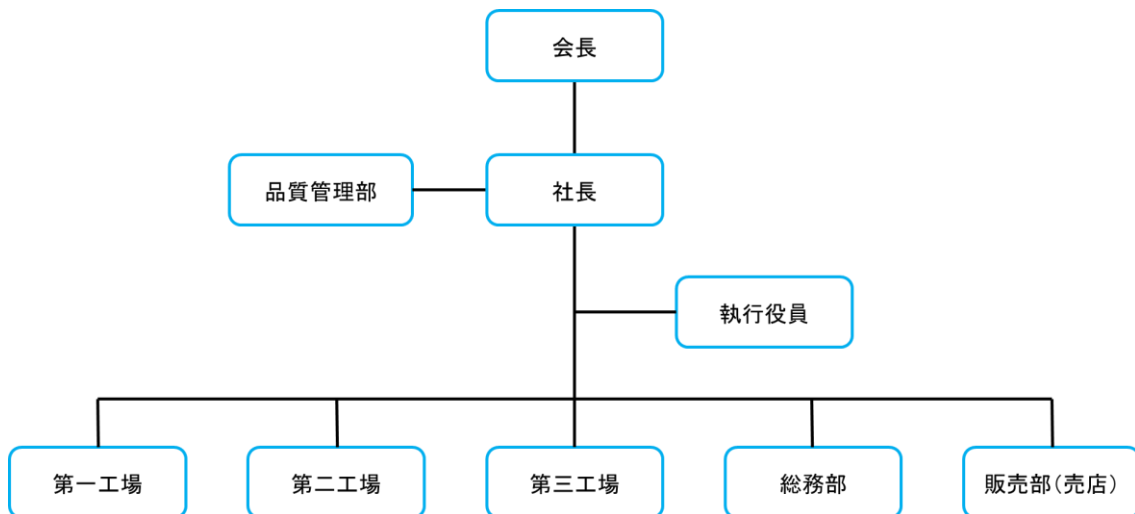 会長
品質管理部
社長
執行役員
第一工場
第二工場
第三工場
総務部
販売部(売店)